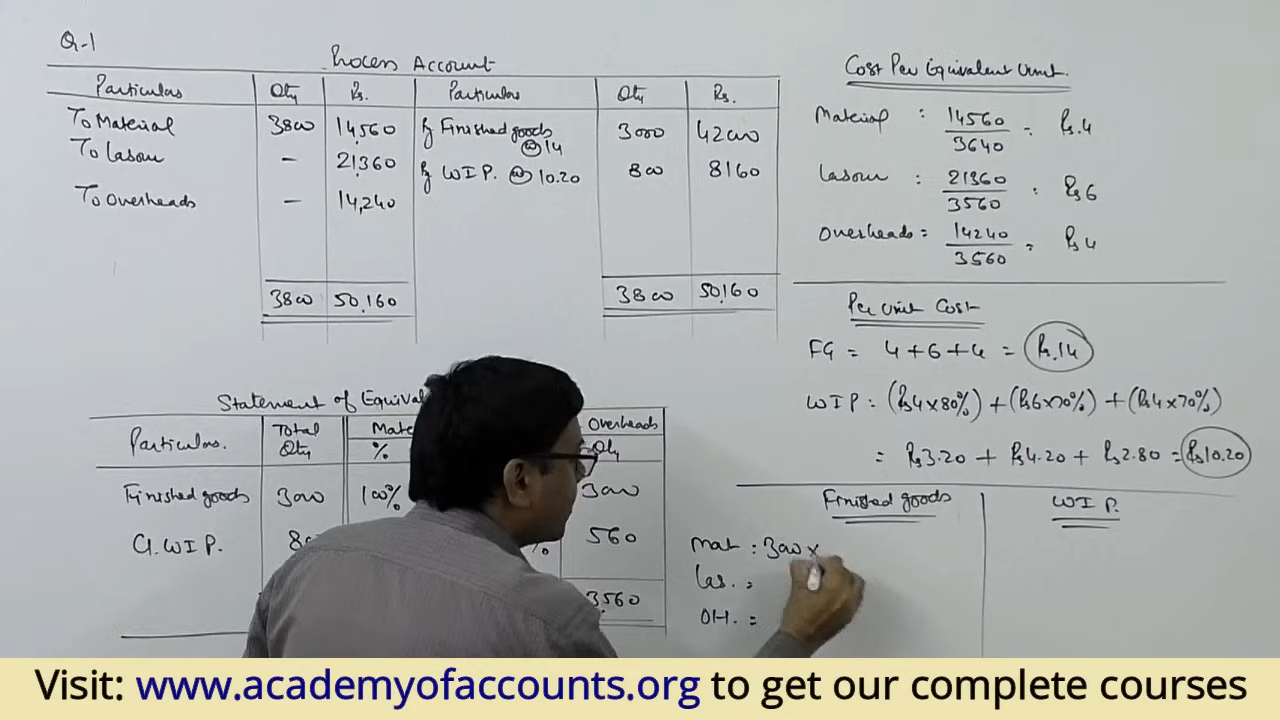 Q-1
Process Account
Particulars Qty Rs. Particulars Qty Rs.
To Material 3800 14,560 By Finished goods @ 14 3000 42000
To Labour - 21,360 By WIP. @ 10.20 800 8160
To Overheads - 14,240
3800 50,160 3800 50,160
Cost Per Equivalent Unit.
Material : 14560 / 3640 = Rs.4
Labour : 21360 / 3560 = Rs 6
Overheads = 14240 / 3560 = Rs 4
Per Unit Cost
FG = 4 + 6 + 4 = Rs.14
WIP = (Rs4 x 80%) + (Rs6 x 70%) + (Rs4 x 70%)
= Rs3.20 + Rs4.20 + Rs2.80 = Rs10.20
Statement of
Particulars. Total Qty % Overheads Qty
Finished goods 3000 100% 3000
Cl. WIP. 560
3560
Finished goods WIP.
Mat : 3000 x
Lab. =
OH. =
Visit: www.academyofaccounts.org to get our complete courses